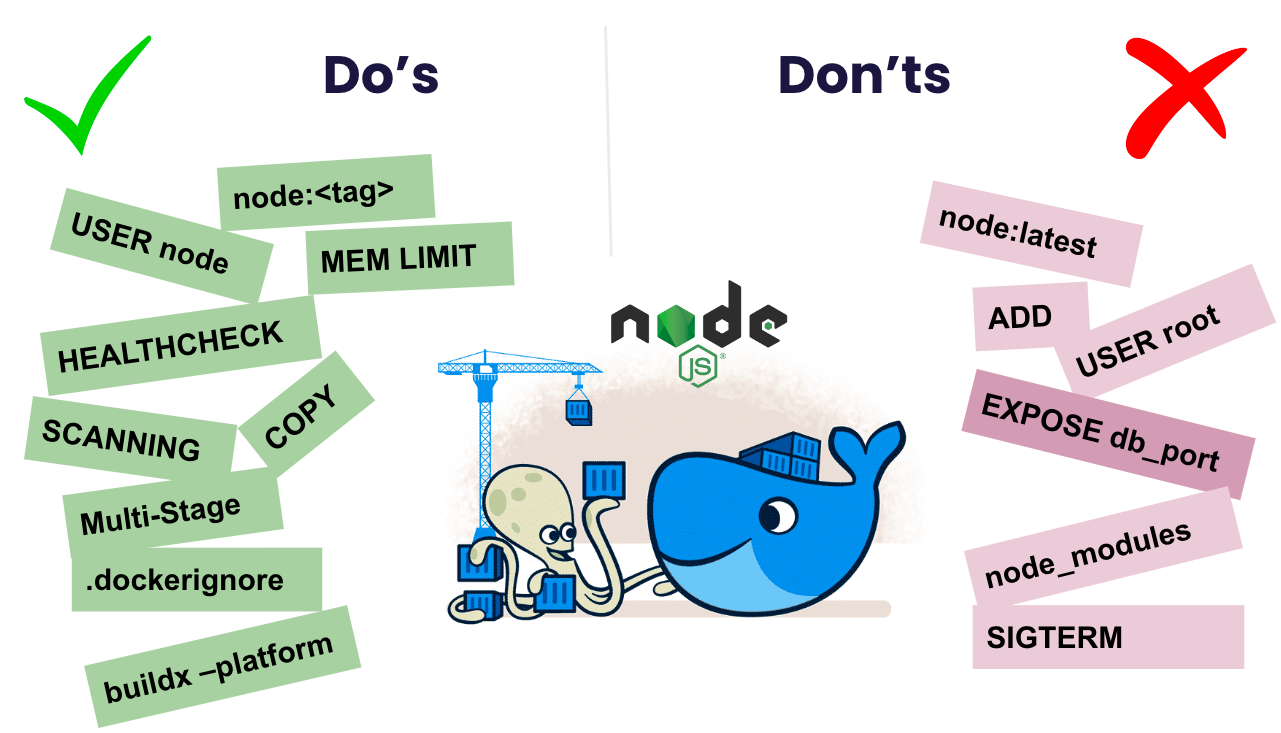 Do’s
Don’ts
node:<tag>
USER node
MEM LIMIT
HEALTHCHECK
COPY
SCANNING
Multi-Stage
.dockerignore
buildx –platform
node
JS
®
node:latest
ADD
USER root
EXPOSE db_port
node_modules
SIGTERM